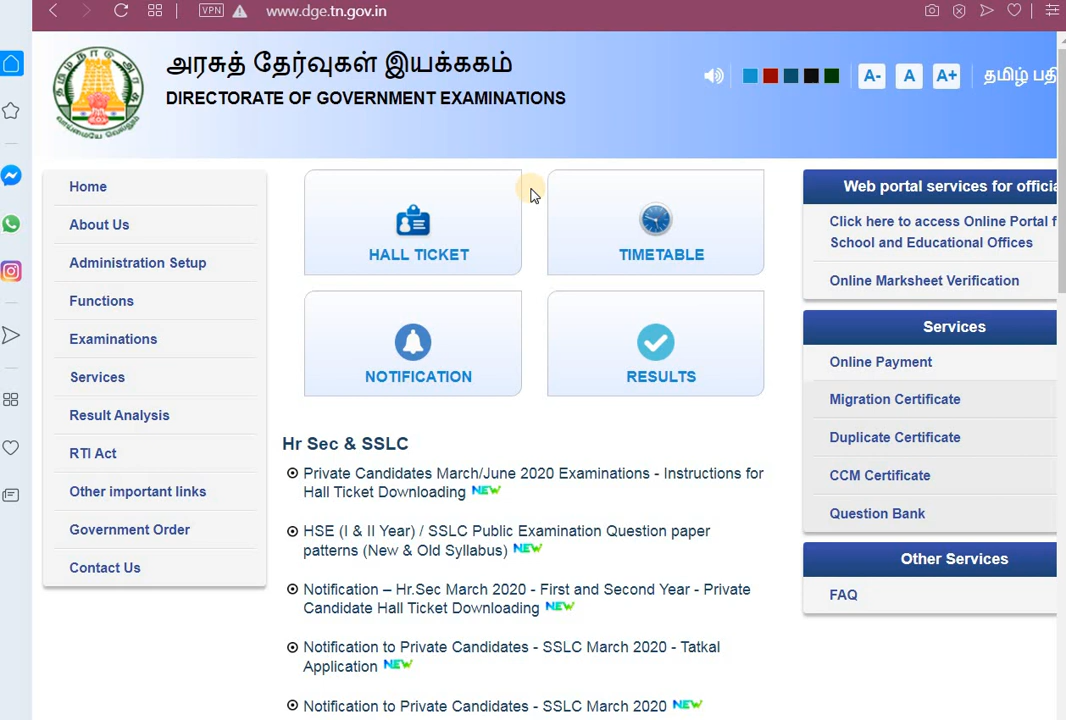 VPN
www.dge.tn.gov.in
அரசுத் தேர்வுகள் இயக்ககம்
DIRECTORATE OF GOVERNMENT EXAMINATIONS
A-
A
A+
தமிழ் பதி
Home
About Us
Administration Setup
Functions
Examinations
Services
Result Analysis
RTI Act
Other important links
Government Order
Contact Us
HALL TICKET
TIMETABLE
NOTIFICATION
RESULTS
Hr Sec & SSLC
Private Candidates March/June 2020 Examinations - Instructions for
Hall Ticket Downloading NEW
HSE (I & II Year) / SSLC Public Examination Question paper
patterns (New & Old Syllabus) NEW
Notification – Hr.Sec March 2020 - First and Second Year - Private
Candidate Hall Ticket Downloading NEW
Notification to Private Candidates - SSLC March 2020 - Tatkal
Application NEW
Notification to Private Candidates - SSLC March 2020 NEW
Web portal services for officia
Click here to access Online Portal f
School and Educational Offices
Online Marksheet Verification
Services
Online Payment
Migration Certificate
Duplicate Certificate
CCM Certificate
Question Bank
Other Services
FAQ